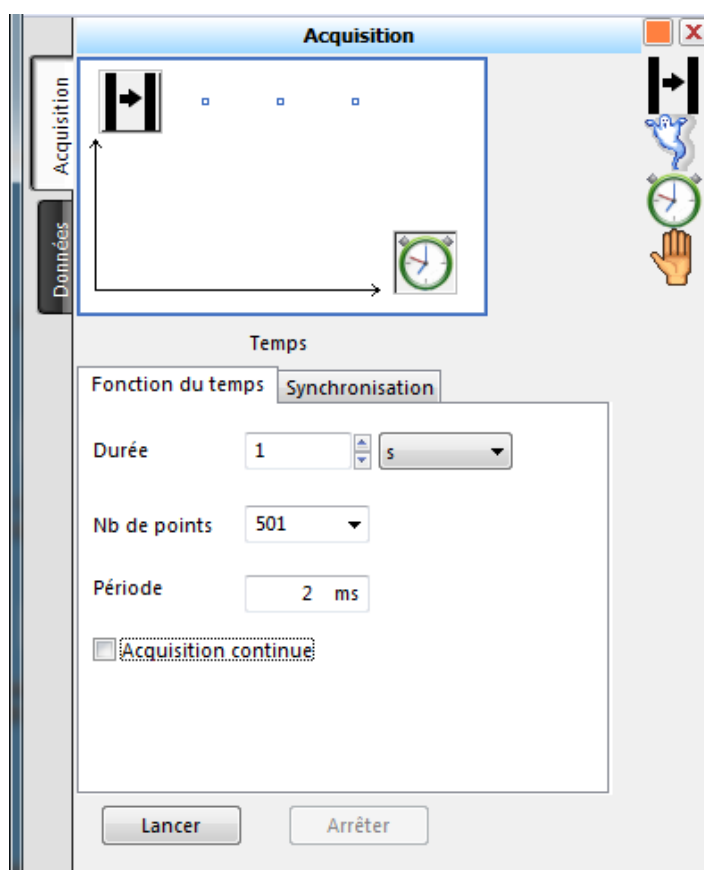 Acquisition
Acquisition
Données
Temps
Fonction du temps Synchronisation
Durée 1 s
Nb de points 501
Période 2 ms
Acquisition continue
Lancer Arrêter